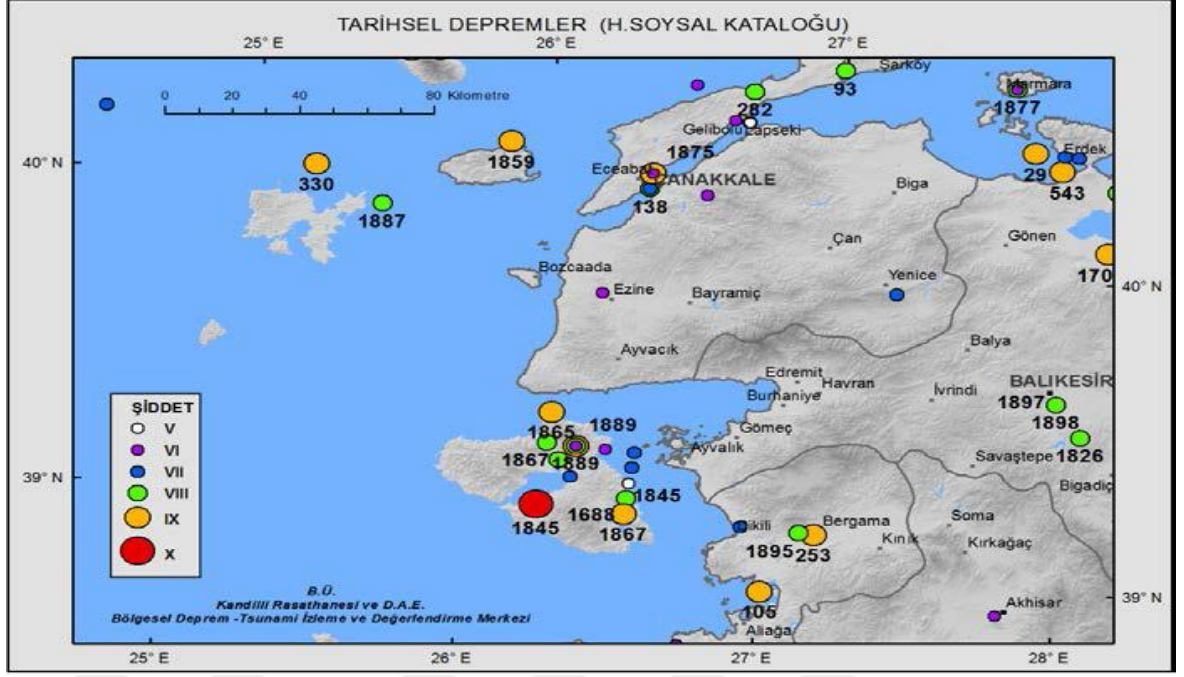 TARİHSEL DEPREMLER (H.SOYSAL KATALOĞU)
25° E
26° E
27° E
0 20 40 60 80 Kilometre
Şarköy
93
282
Marmara
1877
Gelibolu
Lapseki
Erdek
40° N
330
1859
1875
Eceabat
ÇANAKKALE
138
29
543
Biga
1887
Çan
Gönen
170
Bozcaada
Yenice
40° N
Ezine
Bayramiç
Ayvacık
Balya
Edremit
Havran
BALIKESİR
Burhaniye
İvrindi
1897
1898
ŞİDDET
V
VI
VII
VIII
IX
X
1865
1889
Gömeç
1867
1889
Ayvalık
1826
39° N
Savaştepe
Bigadiç
1845
1845
1688
1867
Dikili
Bergama
Soma
1895
253
Kınık
Kırkağaç
B.Ü.
Kandilli Rasathanesi ve D.A.E.
Bölgesel Deprem -Tsunami İzleme ve Değerlendirme Merkezi
105
Akhisar
39° N
Aliağa
25° E
26° E
27° E
28° E